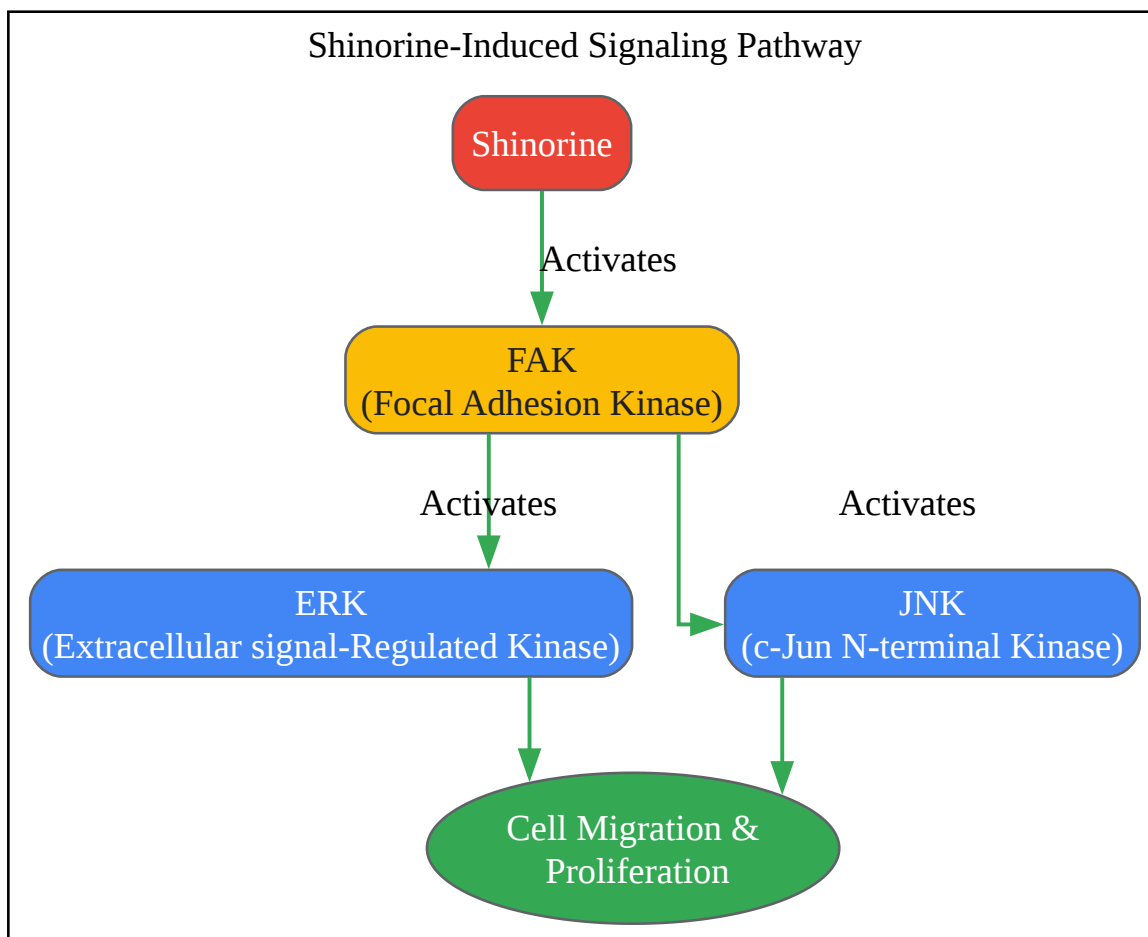 Shinorine-Induced Signaling Pathway
Shinorine
Activates
FAK
(Focal Adhesion Kinase)
Activates
Activates
ERK
(Extracellular signal-Regulated Kinase)
JNK
(c-Jun N-terminal Kinase)
Cell Migration &
Proliferation